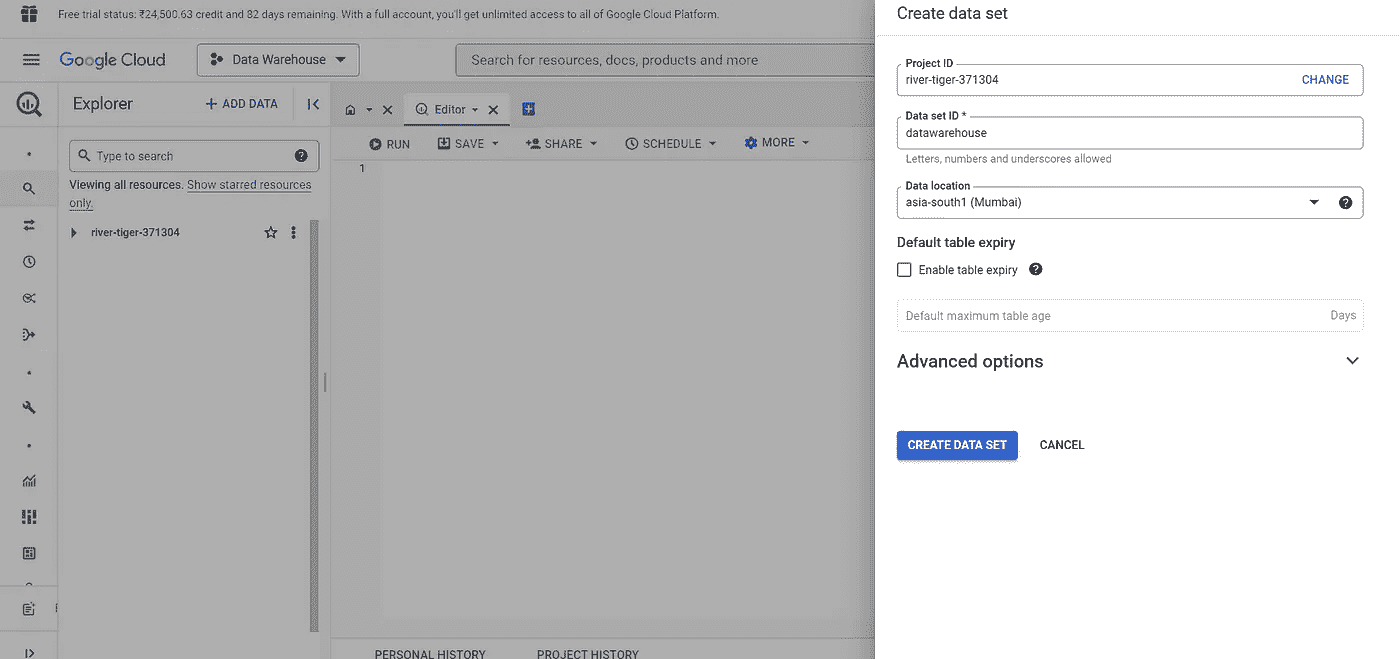 Free trial status: ₹24,500.63 credit and 82 days remaining. With a full account, you'll get unlimited access to all of Google Cloud Platform.
Google Cloud
Data Warehouse
Search for resources, docs, products and more
Explorer
+ ADD DATA
Type to search
Viewing all resources. Show starred resources
only.
river-tiger-371304
Editor
RUN
SAVE
SHARE
SCHEDULE
MORE
1
PERSONAL HISTORY
PROJECT HISTORY
Create data set
Project ID
river-tiger-371304
CHANGE
Data set ID *
datawarehouse
Letters, numbers and underscores allowed
Data location
asia-south1 (Mumbai)
Default table expiry
Enable table expiry
Default maximum table age
Days
Advanced options
CREATE DATA SET
CANCEL